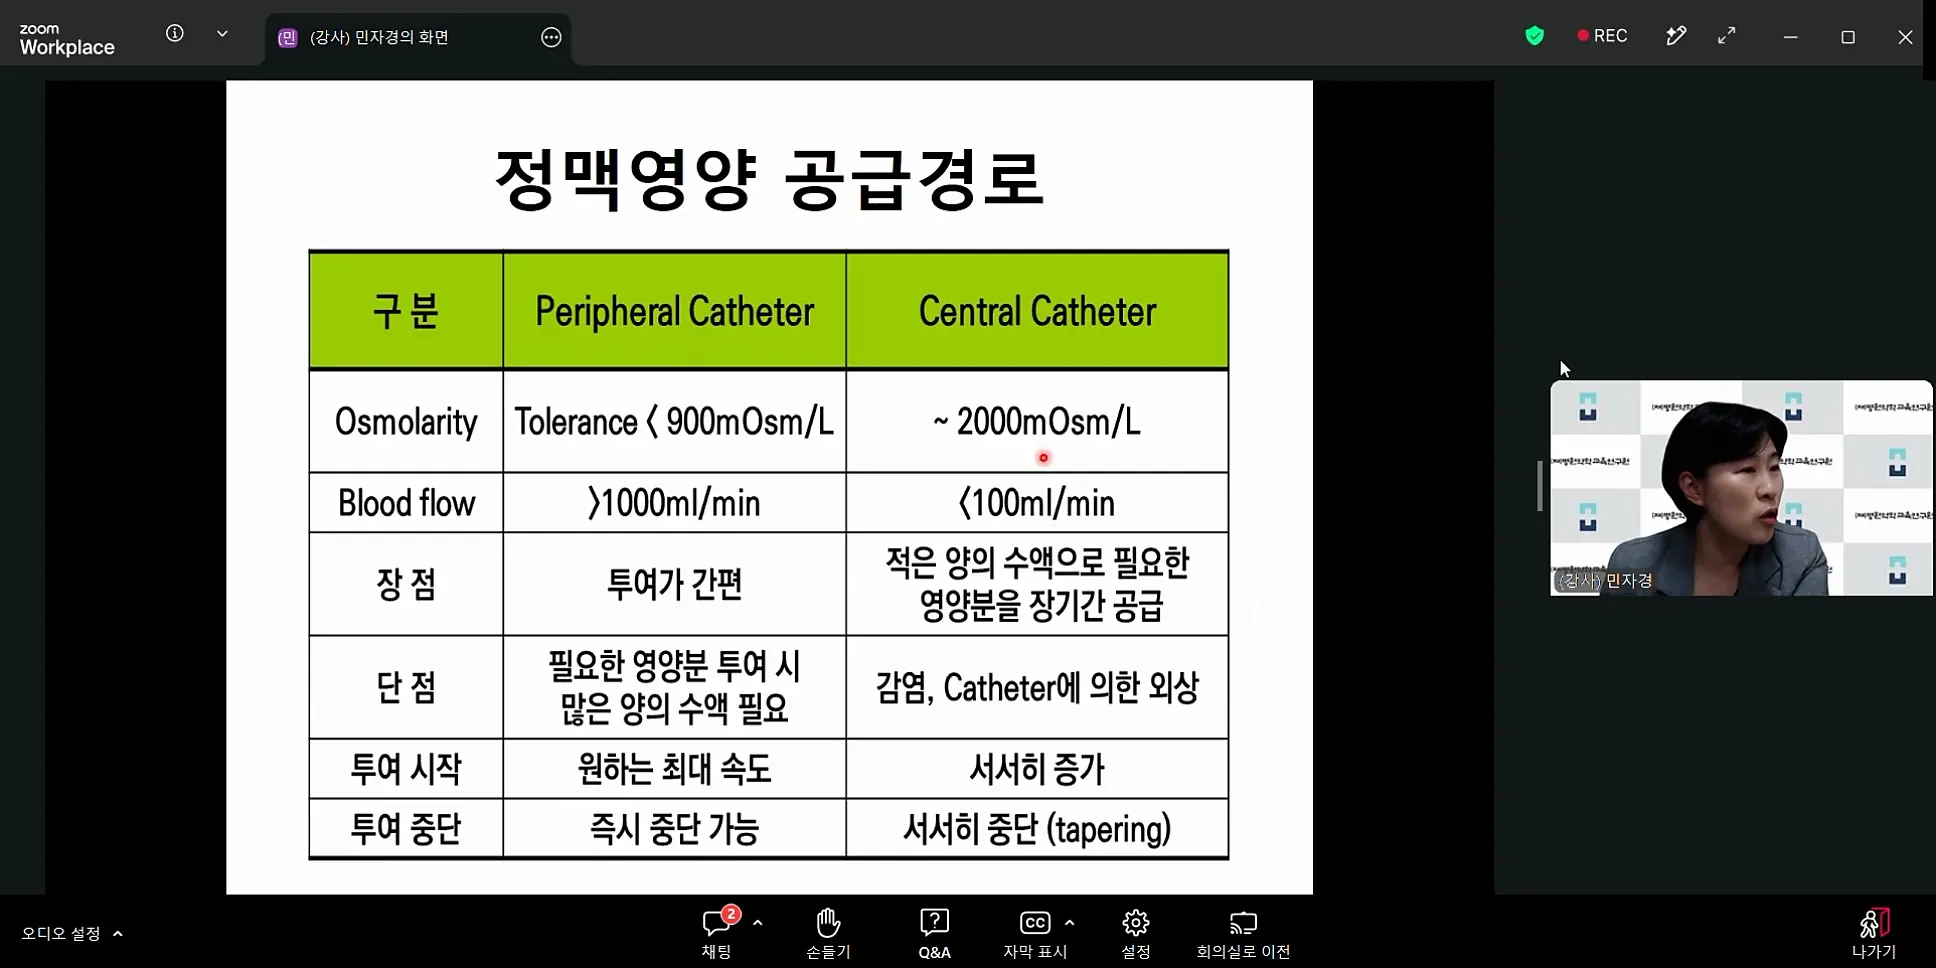 zoom
Workplace
(민)
(강사) 민자경의 화면
REC
정맥영양 공급경로
구 분
Peripheral Catheter
Central Catheter
Osmolarity
Tolerance < 900mOsm/L
~ 2000mOsm/L
Blood flow
>1000ml/min
<100ml/min
장 점
투여가 간편
적은 양의 수액으로 필요한
영양분을 장기간 공급
단 점
필요한 영양분 투여 시
많은 양의 수액 필요
감염, Catheter에 의한 외상
투여 시작
원하는 최대 속도
서서히 증가
투여 중단
즉시 중단 가능
서서히 중단 (tapering)
(강사) 민자경
오디오 설정
2
채팅
손들기
Q&A
CC
자막 표시
설정
회의실로 이전
나가기